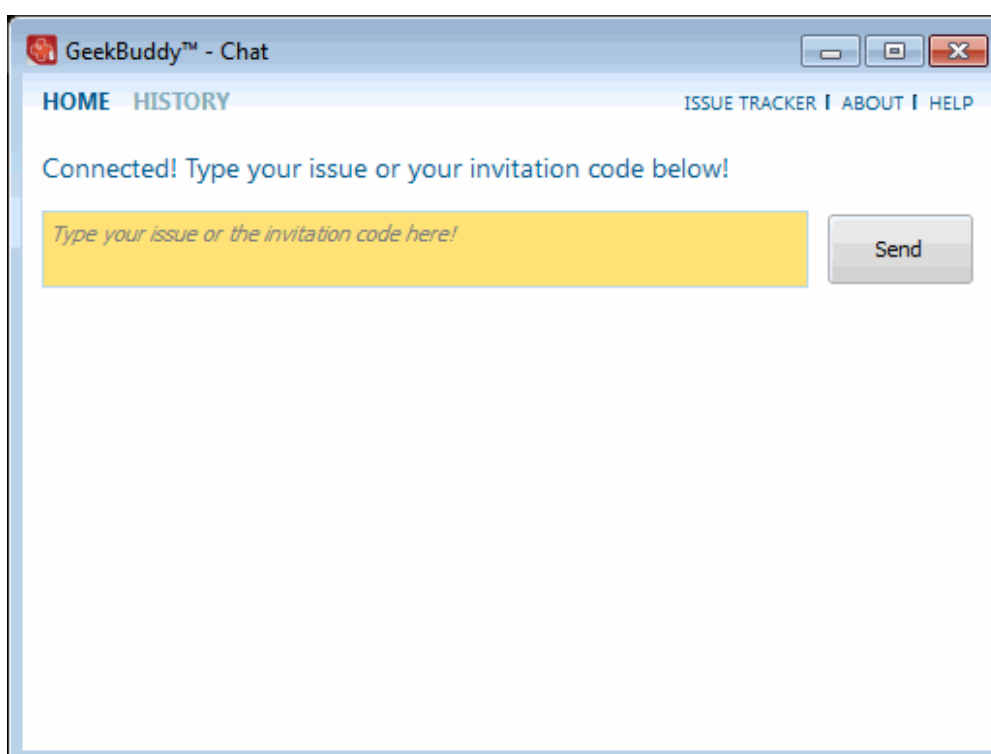 GeekBuddy™ - Chat
HOME HISTORY ISSUE TRACKER | ABOUT | HELP
Connected! Type your issue or your invitation code below!
Type your issue or the invitation code here!
Send